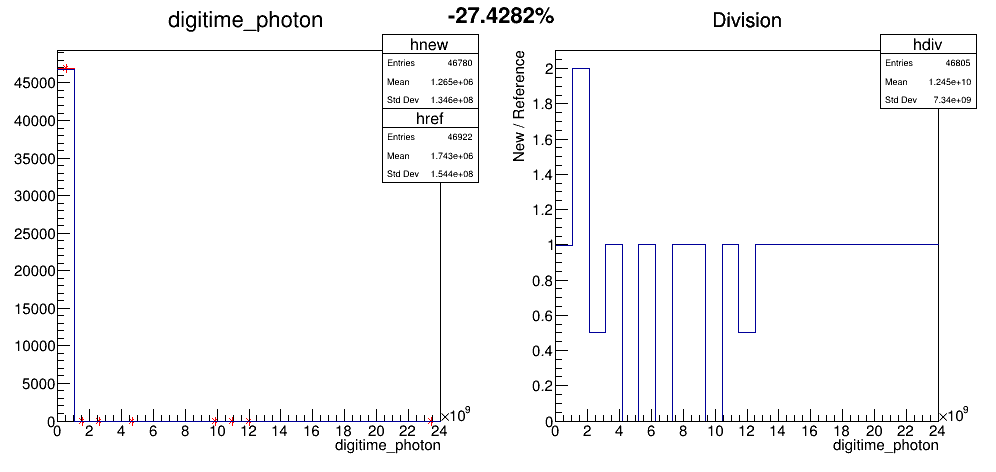 digitime_photon
-27.4282%
Division
hnew
Entries 46780
Mean 1.265e+06
Std Dev 1.346e+08
href
Entries 46922
Mean 1.743e+06
Std Dev 1.544e+08
45000
40000
35000
30000
25000
20000
15000
10000
5000
0
0 2 4 6 8 10 12 14 16 18 20 22 24
×10⁹
digitime_photon
hdiv
Entries 46805
Mean 1.245e+10
Std Dev 7.34e+09
New / Reference
2
1.8
1.6
1.4
1.2
1
0.8
0.6
0.4
0.2
0
0 2 4 6 8 10 12 14 16 18 20 22 24
×10⁹
digitime_photon